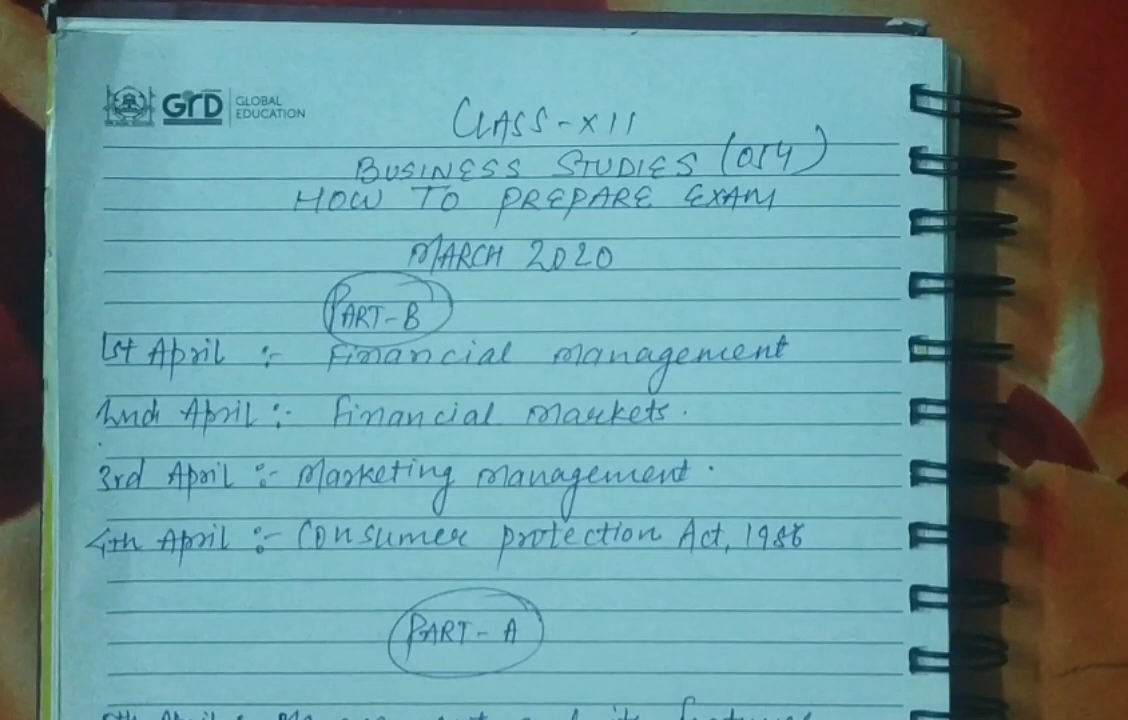 GrD GLOBAL EDUCATION
CLASS-XII
BUSINESS STUDIES (054)
HOW TO PREPARE EXAM
MARCH 2020
PART-B
1st April :- Financial management
2nd April :- Financial Markets.
3rd April :- Marketing Management.
4th April :- Consumer protection Act, 1986
PART-A